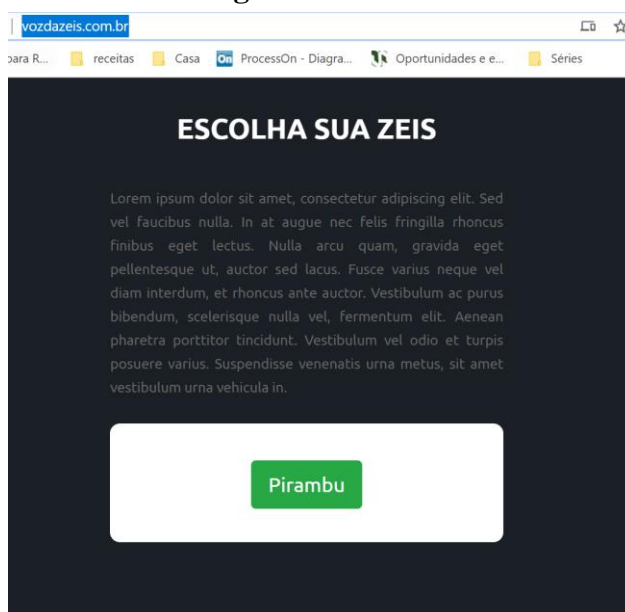 vozdazeis.com.br
para R... receitas Casa On ProcessOn - Diagra... Oportunidades e e... Séries
ESCOLHA SUA ZEIS
Lorem ipsum dolor sit amet, consectetur adipiscing elit. Sed
vel faucibus nulla. In at augue nec felis fringilla rhoncus
finibus eget lectus. Nulla arcu quam, gravida eget
pellentesque ut, auctor sed lacus. Fusce varius neque vel
diam interdum, et rhoncus ante auctor. Vestibulum ac purus
bibendum, scelerisque nulla vel, fermentum elit. Aenean
pharetra porttitor tincidunt. Vestibulum vel odio et turpis
posuere varius. Suspendisse venenatis urna metus, sit amet
vestibulum urna vehicula in.
Pirambu